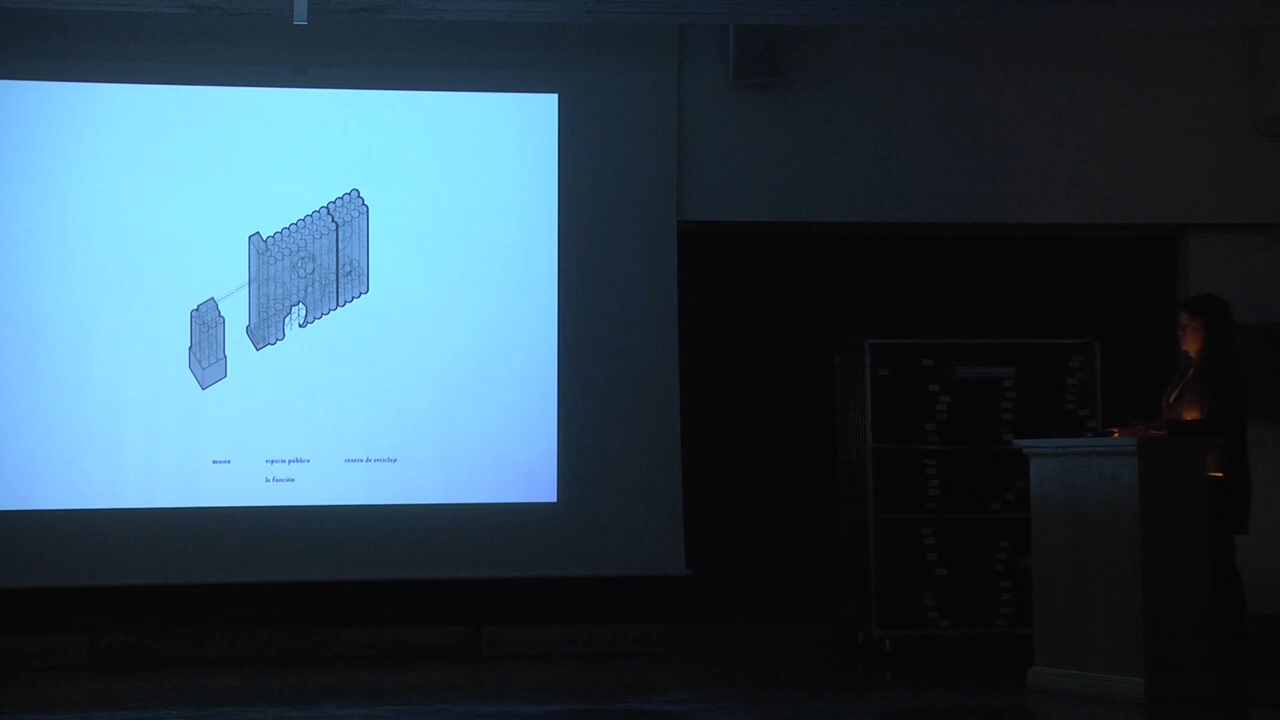 museo espacio público centro de reciclaje
la función